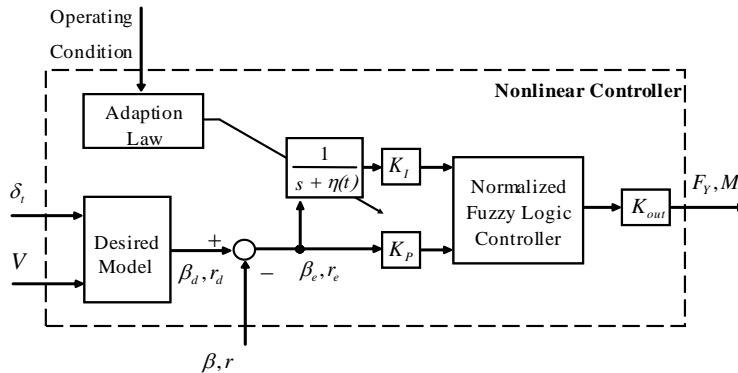 Operating
Condition
Nonlinear Controller
Adaption
Law
1
s + η(t)
K_I
Normalized
Fuzzy Logic
Controller
F_Y, M
K_out
δ_t
V
Desired
Model
+
−
β_d, r_d
β_e, r_e
K_P
β, r